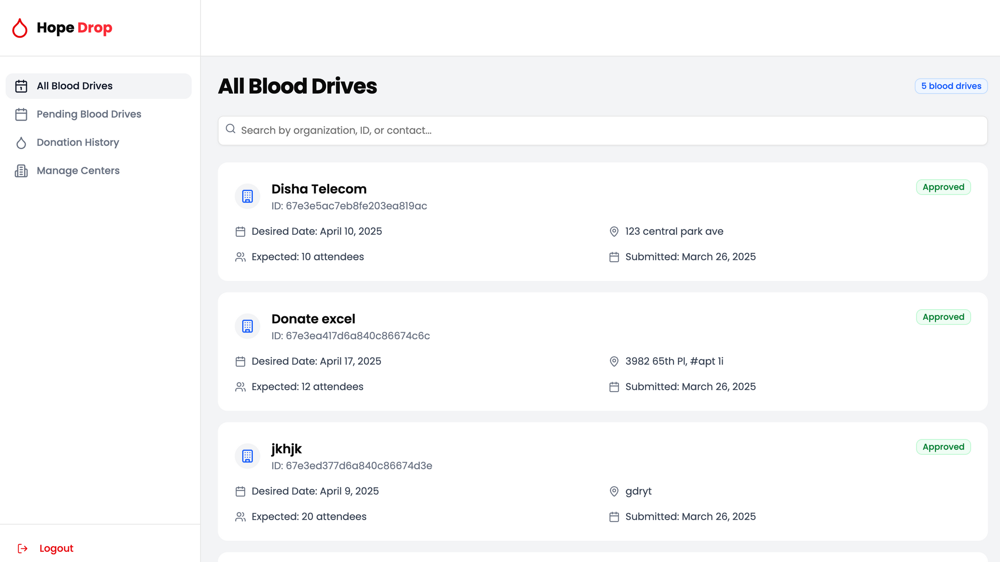 Hope Drop
All Blood Drives
Pending Blood Drives
Donation History
Manage Centers
Logout
All Blood Drives
5 blood drives
Search by organization, ID, or contact...
Disha Telecom
Approved
ID: 67e3e5ac7eb8fe203ea819ac
Desired Date: April 10, 2025
123 central park ave
Expected: 10 attendees
Submitted: March 26, 2025
Donate excel
Approved
ID: 67e3ea417d6a840c86674c6c
Desired Date: April 17, 2025
3982 65th Pl, #apt 1i
Expected: 12 attendees
Submitted: March 26, 2025
jkhjk
Approved
ID: 67e3ed377d6a840c86674d3e
Desired Date: April 9, 2025
gdryt
Expected: 20 attendees
Submitted: March 26, 2025